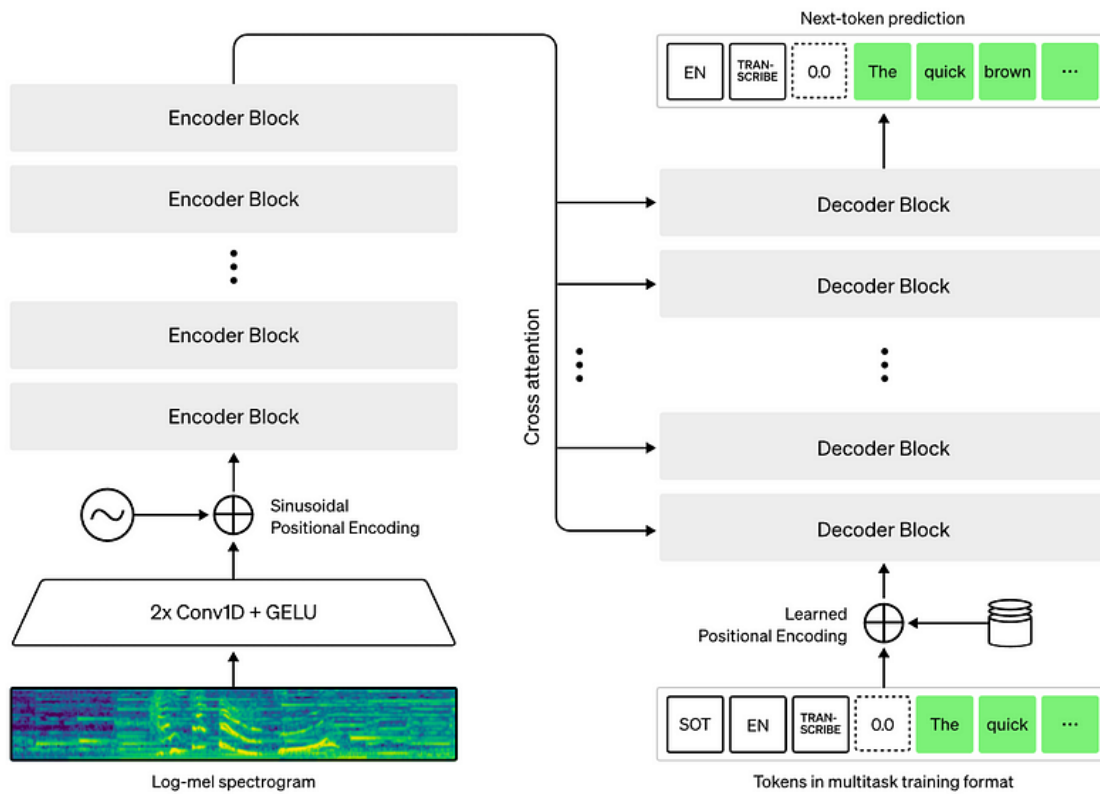 Next-token prediction
EN TRAN-SCRIBE 0.0 The quick brown ...
Encoder Block
Encoder Block
Encoder Block
Encoder Block
Sinusoidal
Positional Encoding
2x Conv1D + GELU
Log-mel spectrogram
Cross attention
Decoder Block
Decoder Block
Decoder Block
Decoder Block
Learned
Positional Encoding
SOT EN TRAN-SCRIBE 0.0 The quick ...
Tokens in multitask training format